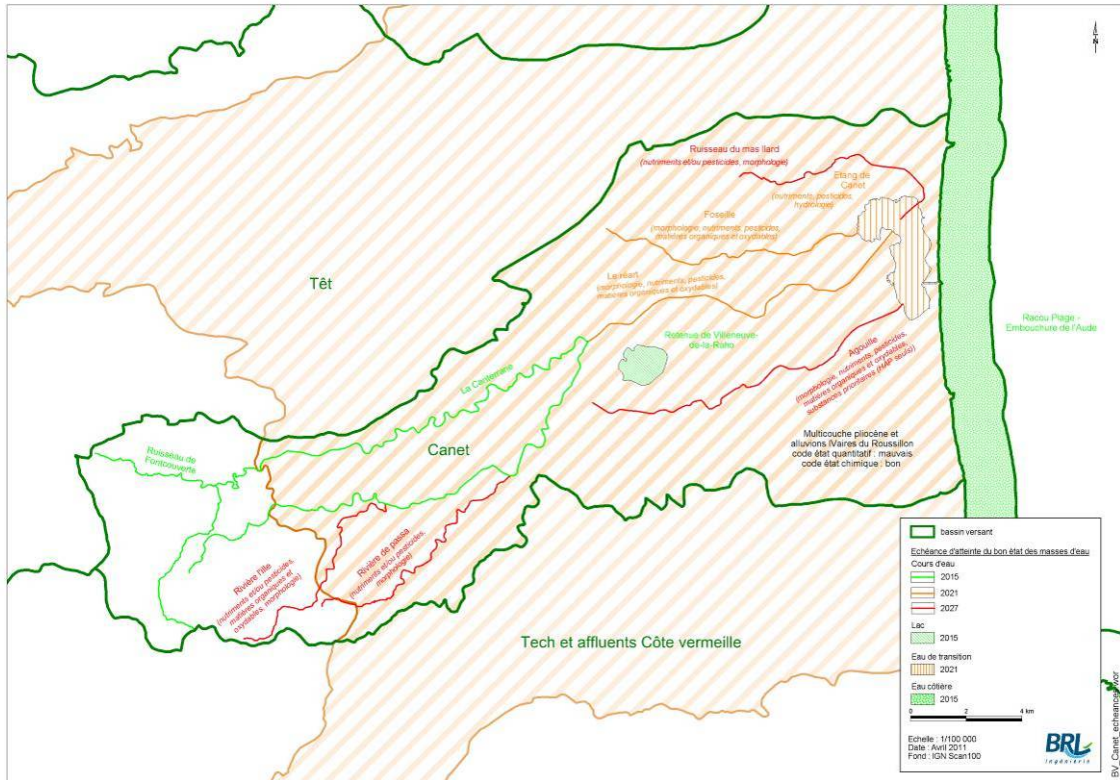 N
Ruisseau du mas llard
(nutriments et/ou pesticides, morphologie)
Etang de
Canet
(nutriments, pesticides,
hydrologie)
Foseille
(morphologie, nutriments, pesticides,
matières organiques et oxydables)
Têt
Le réart
(morphologie, nutriments, pesticides,
matières organiques et oxydables)
Racou Plage -
Embouchure de l'Aude
Retenue de Villeneuve-
de-la-Raho
Agouille
(morphologie, nutriments, pesticides,
matières organiques et oxydables,
substances prioritaires (HAP seuls))
La Canterrane
Multicouche pliocène et
alluvions IVaires du Roussillon
code état quantitatif : mauvais
code état chimique : bon
Canet
Ruisseau de
Fontcouverte
Rivière de passa
(nutriments et/ou pesticides,
morphologie)
Rivière l'ille
(nutriments et/ou pesticides,
matières organiques et
oxydables, morphologie)
Tech et affluents Côte vermeille
bassin versant
Echéance d'atteinte du bon état des masses d'eau
Cours d'eau
2015
2021
2027
Lac
2015
Eau de transition
2021
Eau côtière
2015
0 2 4 km
Echelle : 1/100 000
Date : Avril 2011
Fond : IGN Scan100
BRL
Ingénierie